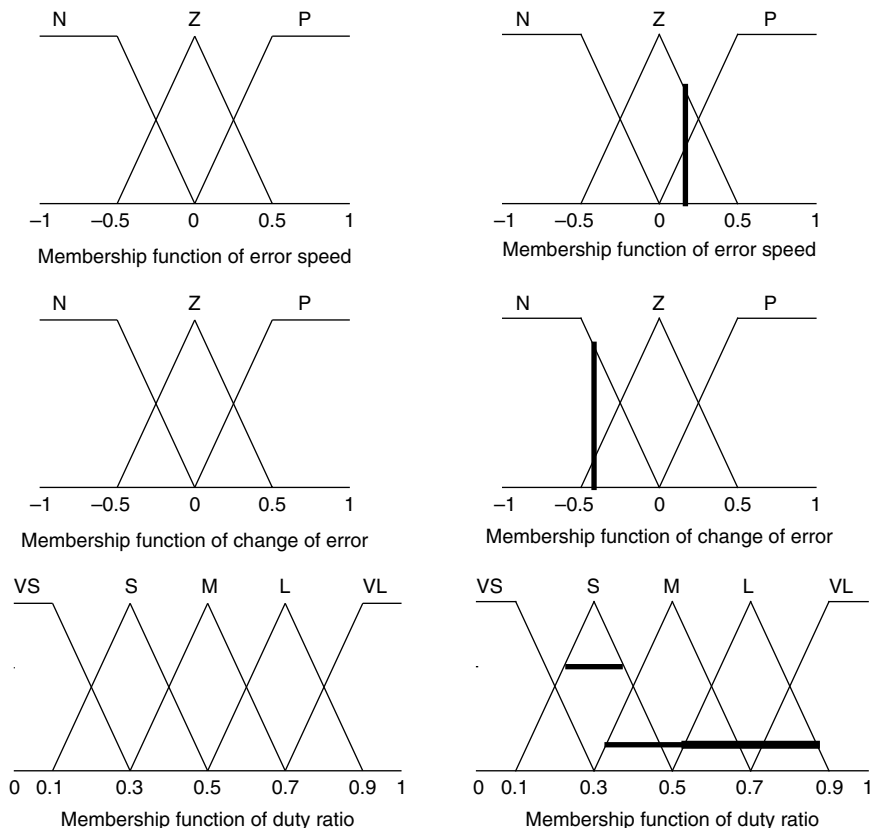 N Z P
–1 –0.5 0 0.5 1
Membership function of error speed
N Z P
–1 –0.5 0 0.5 1
Membership function of error speed
N Z P
–1 –0.5 0 0.5 1
Membership function of change of error
N Z P
–1 –0.5 0 0.5 1
Membership function of change of error
VS S M L VL
0 0.1 0.3 0.5 0.7 0.9 1
Membership function of duty ratio
VS S M L VL
0 0.1 0.3 0.5 0.7 0.9 1
Membership function of duty ratio